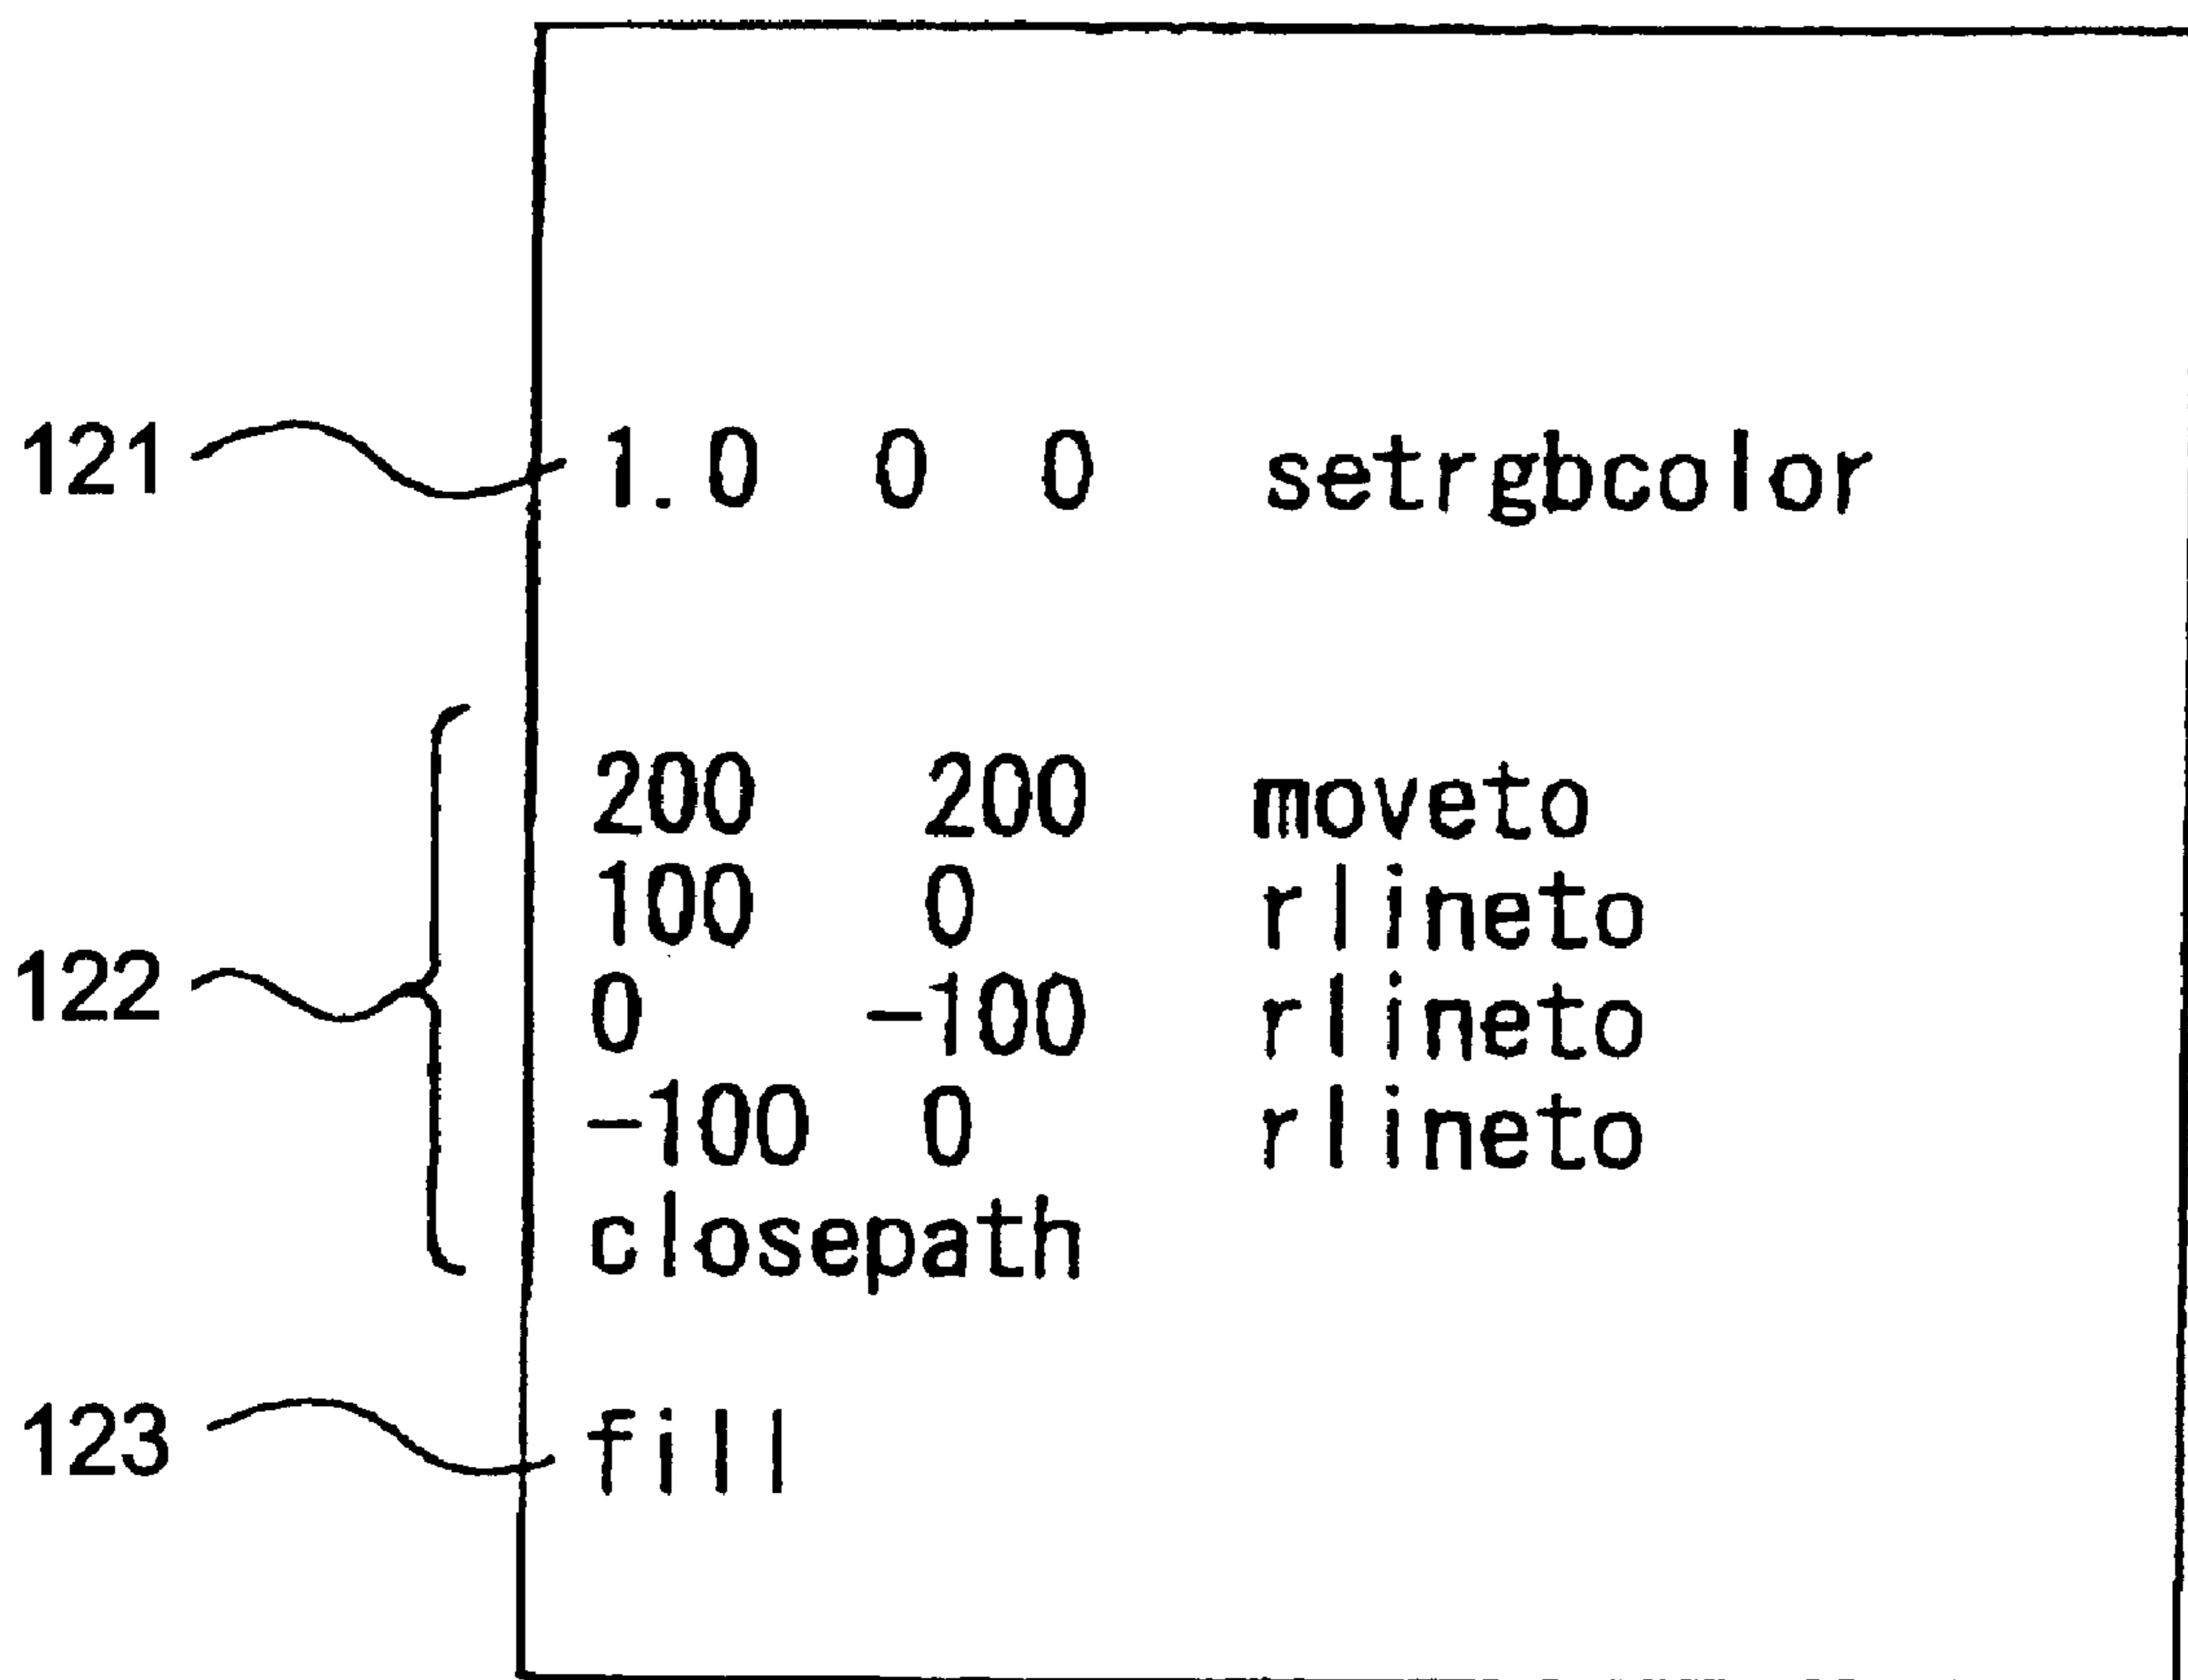 121 1.0 0 0 setrgbcolor
200 200 moveto
100 0 rlineto
122 0 -100 rlineto
-100 0 rlineto
closepath
123 fill